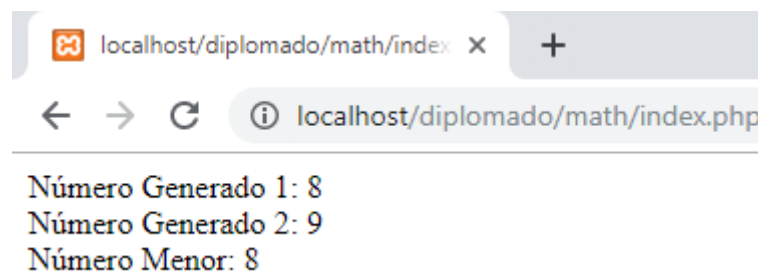 localhost/diplomado/math/index
localhost/diplomado/math/index.php
Número Generado 1: 8
Número Generado 2: 9
Número Menor: 8